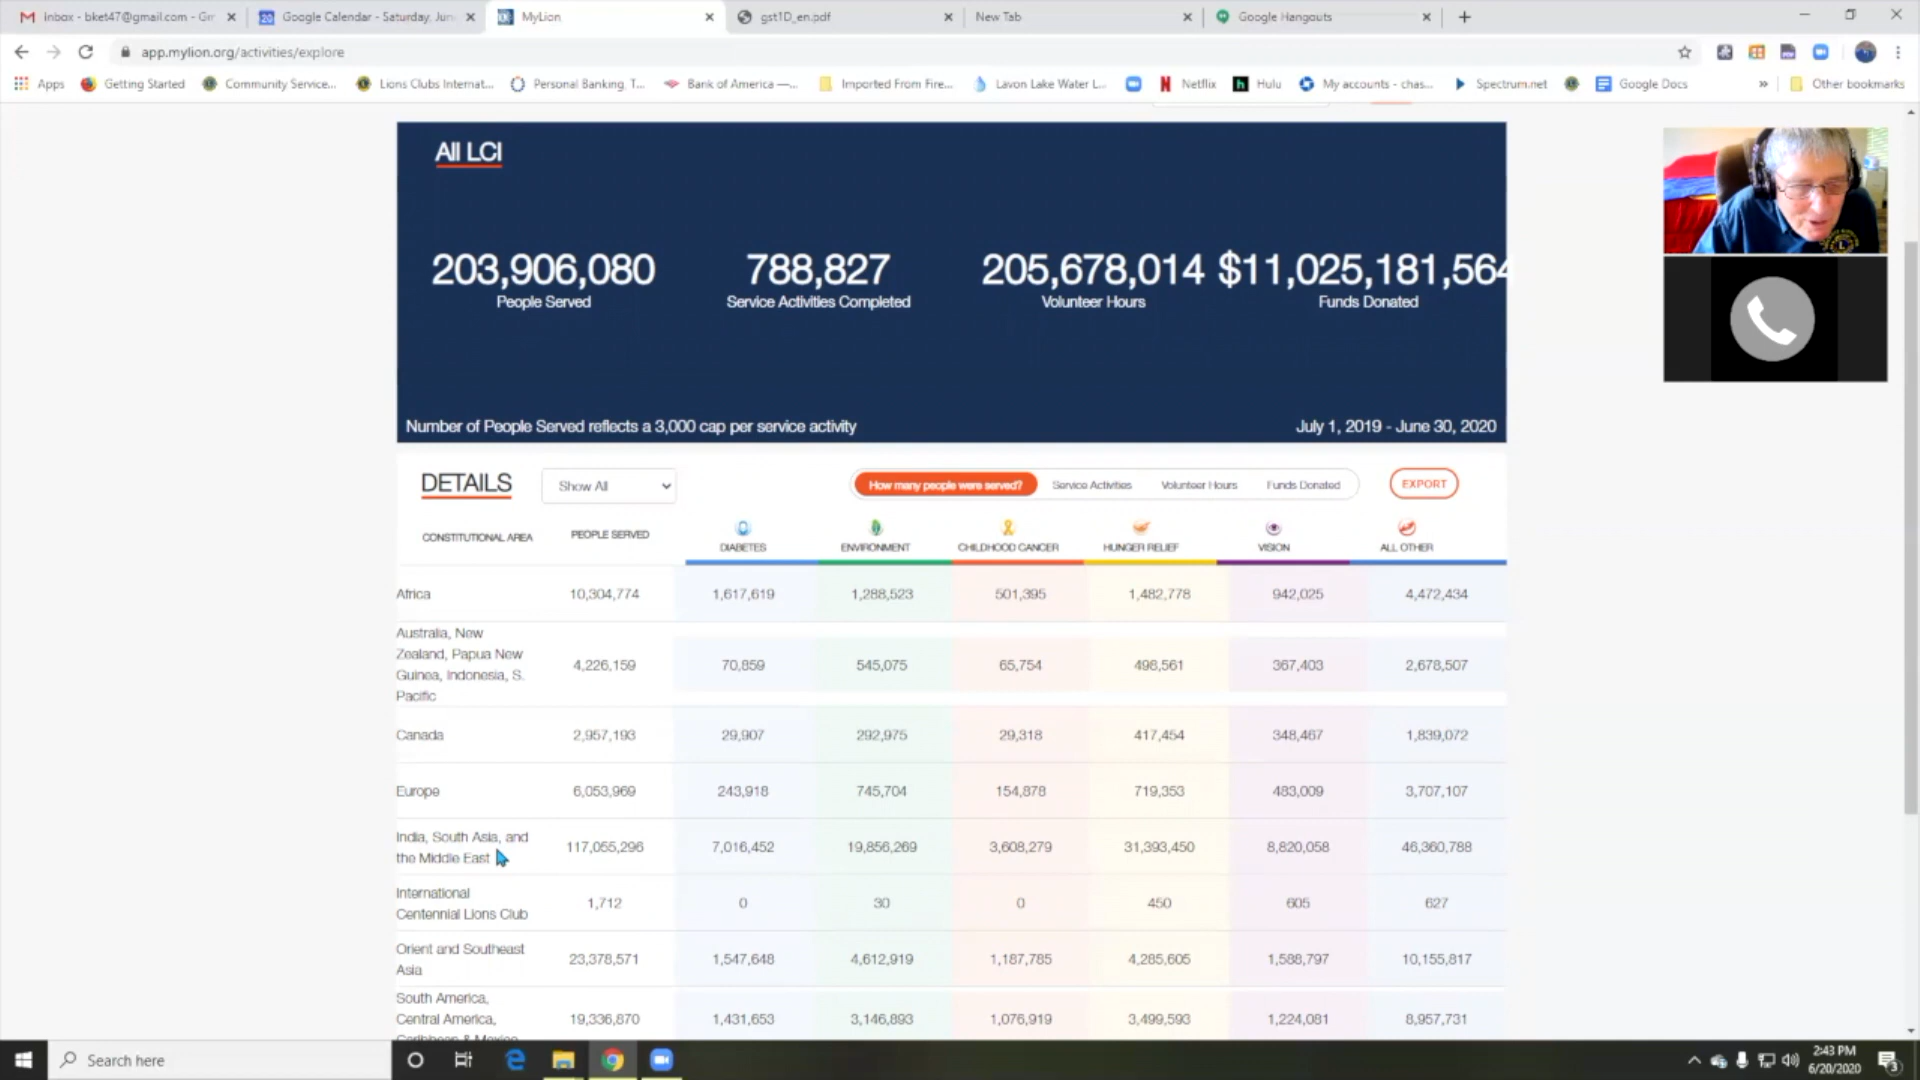 Inbox - bket47@gmail.com - Gm
Google Calendar - Saturday, Jun
MyLion
gst1D_en.pdf
New Tab
Google Hangouts
app.mylion.org/activities/explore
Apps
Getting Started
Community Service...
Lions Clubs Internat...
Personal Banking, T...
Bank of America —...
Imported From Fire...
Lavon Lake Water L...
Netflix
Hulu
My accounts - chas...
Spectrum.net
Google Docs
»
Other bookmarks
All LCI
203,906,080 788,827 205,678,014 $11,025,181,564
People Served Service Activities Completed Volunteer Hours Funds Donated
Number of People Served reflects a 3,000 cap per service activity July 1, 2019 - June 30, 2020
DETAILS Show All How many people were served? Service Activities Volunteer Hours Funds Donated EXPORT
CONSTITUTIONAL AREA PEOPLE SERVED DIABETES ENVIRONMENT CHILDHOOD CANCER HUNGER RELIEF VISION ALL OTHER
Africa 10,304,774 1,617,619 1,288,523 501,395 1,482,778 942,025 4,472,434
Australia, New
Zealand, Papua New
Guinea, Indonesia, S.
Pacific
4,226,159 70,859 545,075 65,754 498,561 367,403 2,678,507
Canada 2,957,193 29,907 292,975 29,318 417,454 348,467 1,839,072
Europe 6,053,969 243,918 745,704 154,878 719,353 483,009 3,707,107
India, South Asia, and
the Middle East
117,055,296 7,016,452 19,856,269 3,608,279 31,393,450 8,820,058 46,360,788
International
Centennial Lions Club
1,712 0 30 0 450 605 627
Orient and Southeast
Asia
23,378,571 1,547,648 4,612,919 1,187,785 4,285,605 1,588,797 10,155,817
South America,
Central America,
Caribbean & Mexico
19,336,870 1,431,653 3,146,893 1,076,919 3,499,593 1,224,081 8,957,731
Search here
2:43 PM
6/20/2020
3